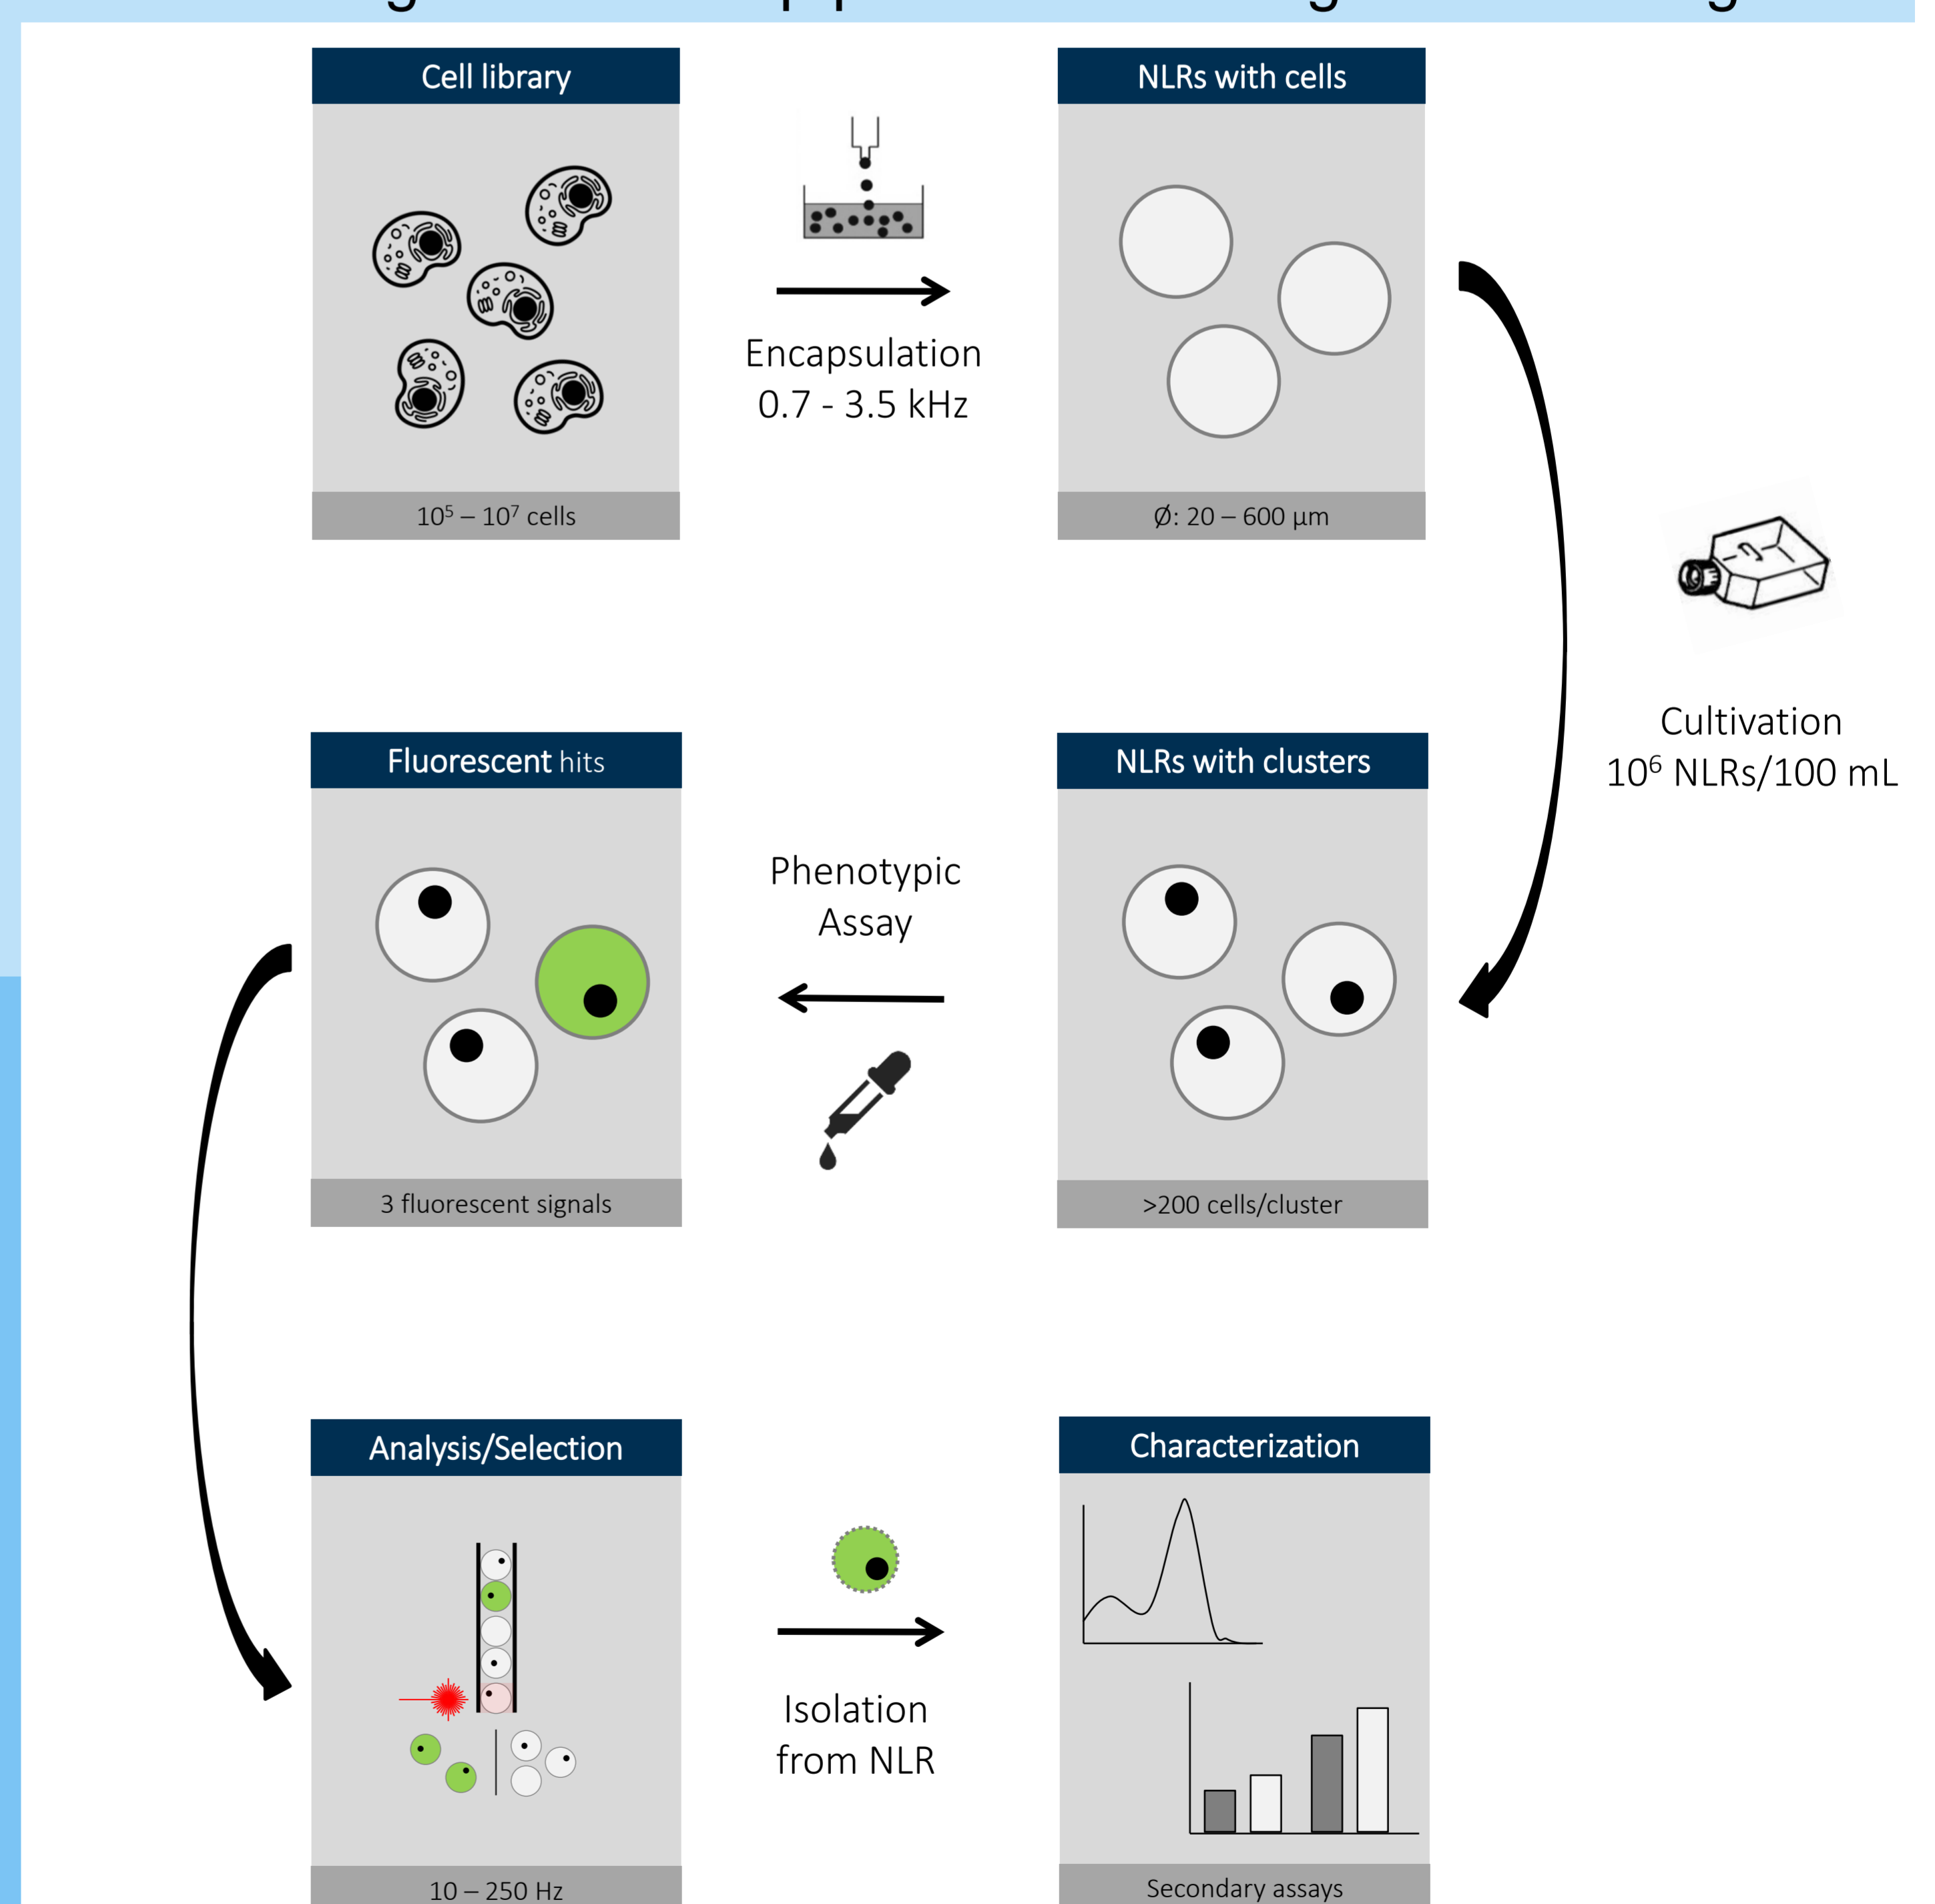 Cell library
NLRs with cells
Encapsulation
0.7 - 3.5 kHz
10⁵ – 10⁷ cells
Ø: 20 – 600 µm
Cultivation
10⁶ NLRs/100 mL
Fluorescent hits
NLRs with clusters
Phenotypic
Assay
3 fluorescent signals
>200 cells/cluster
Analysis/Selection
Characterization
Isolation
from NLR
10 – 250 Hz
Secondary assays